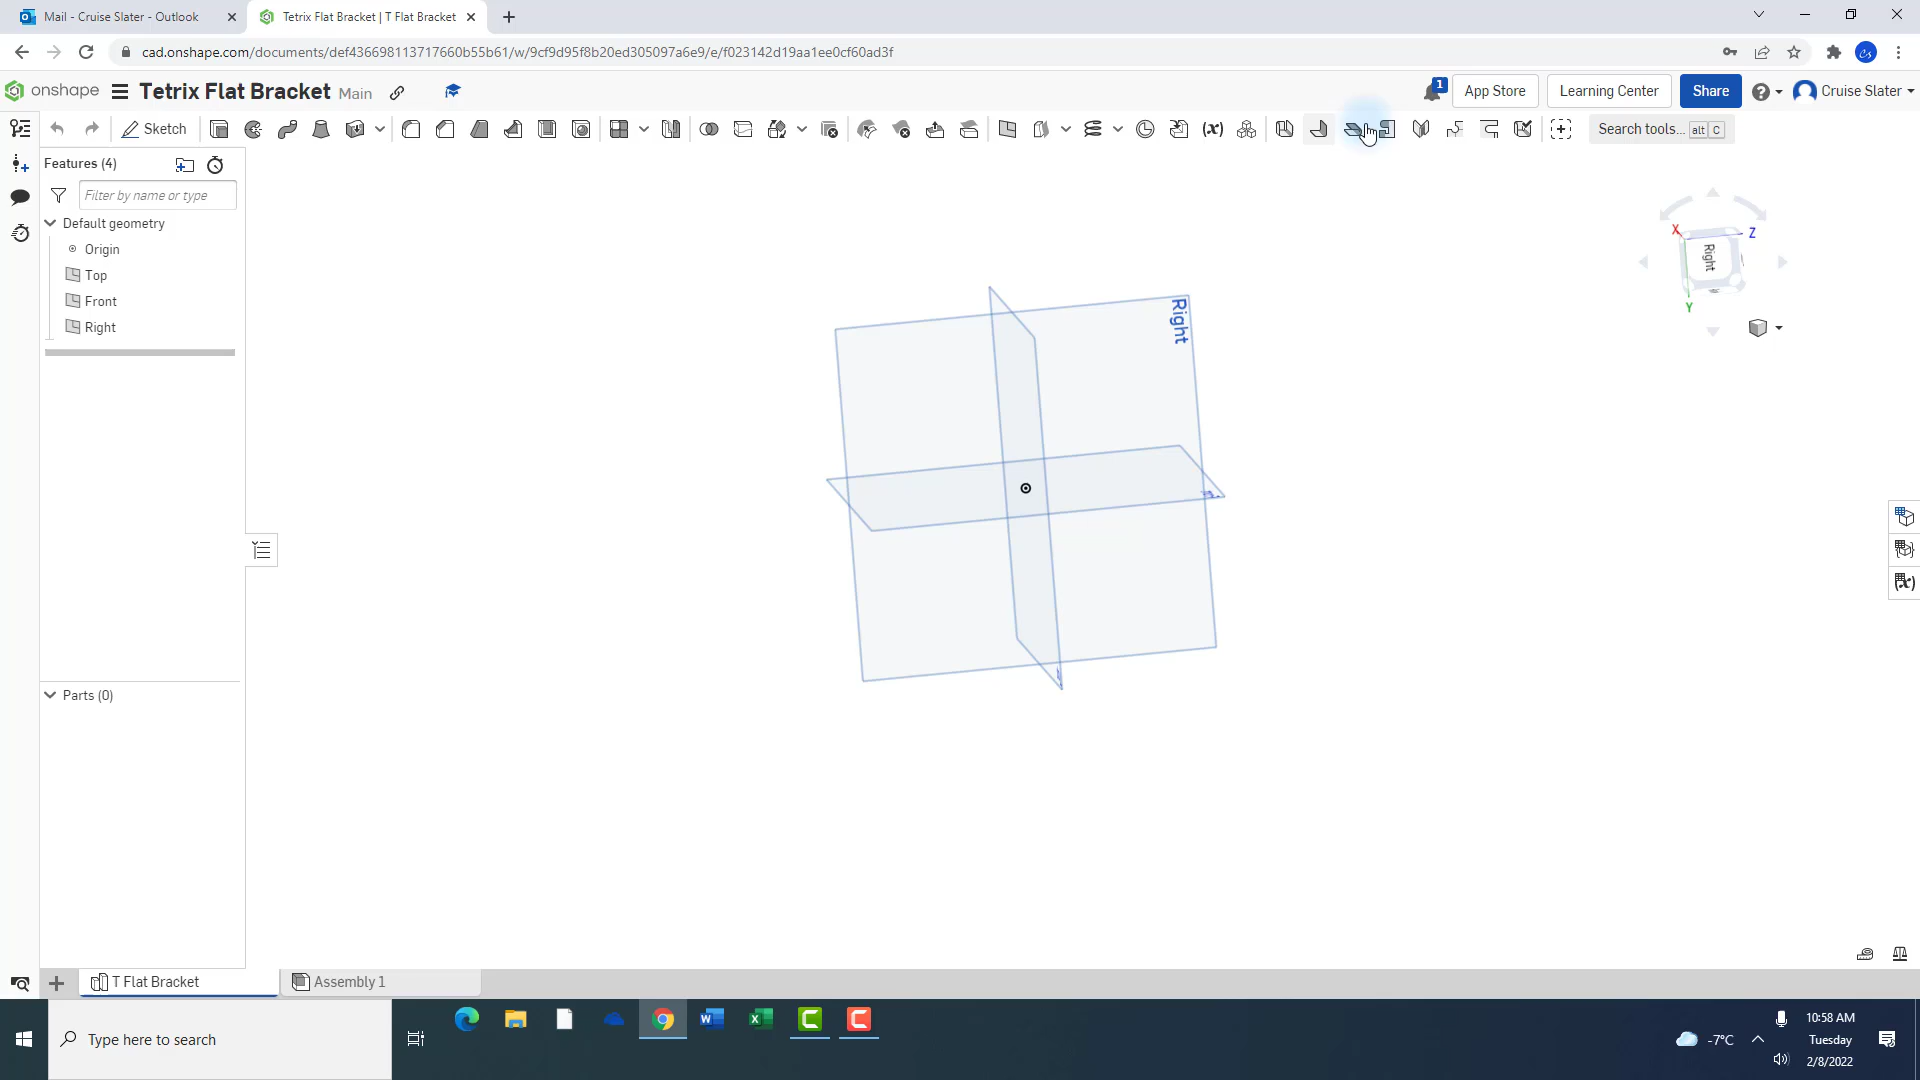 Mail - Cruise Slater - Outlook
Tetrix Flat Bracket | T Flat Bracket
cad.onshape.com/documents/def436698113717660b55b61/w/9cf9d95f8b20ed305097a6e9/e/f023142d19aa1ee0cf60ad3f
cs
onshape
Tetrix Flat Bracket
Main
1
App Store
Learning Center
Share
Cruise Slater
Sketch
(x)
Search tools...
alt
C
Features (4)
Filter by name or type
Default geometry
Origin
Top
Front
Right
Right
X
Z
Right
Y
(x)
Parts (0)
T Flat Bracket
Assembly 1
Type here to search
-7°C
10:58 AM
Tuesday
2/8/2022